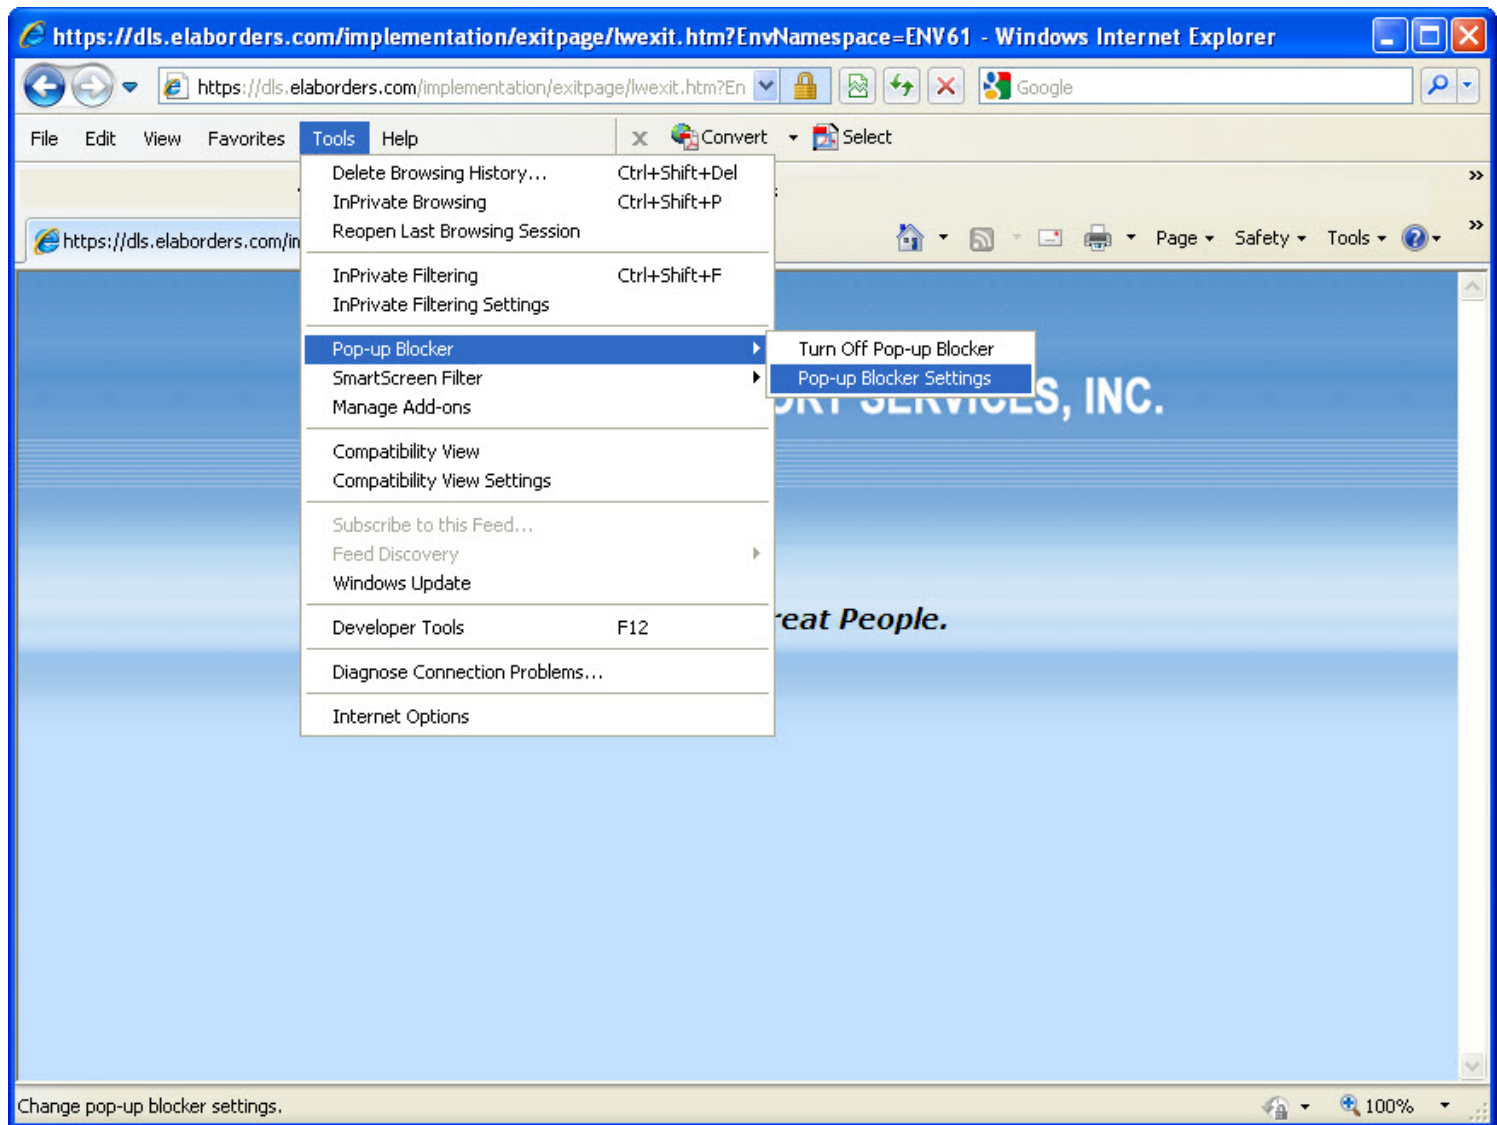 https://dls.elaborders.com/implementation/exitpage/lwexit.htm?EnvNamespace=ENV61 - Windows Internet Explorer
https://dls.elaborders.com/implementation/exitpage/lwexit.htm?En
Google
File Edit View Favorites Tools Help
x Convert Select
Delete Browsing History... Ctrl+Shift+Del
InPrivate Browsing Ctrl+Shift+P
Reopen Last Browsing Session
https://dls.elaborders.com/in
Page Safety Tools
InPrivate Filtering Ctrl+Shift+F
InPrivate Filtering Settings
Pop-up Blocker
Turn Off Pop-up Blocker
SmartScreen Filter
Pop-up Blocker Settings
SERVICES, INC.
Manage Add-ons
Compatibility View
Compatibility View Settings
Subscribe to this Feed...
Feed Discovery
Windows Update
reat People.
Developer Tools F12
Diagnose Connection Problems...
Internet Options
Change pop-up blocker settings.
100%